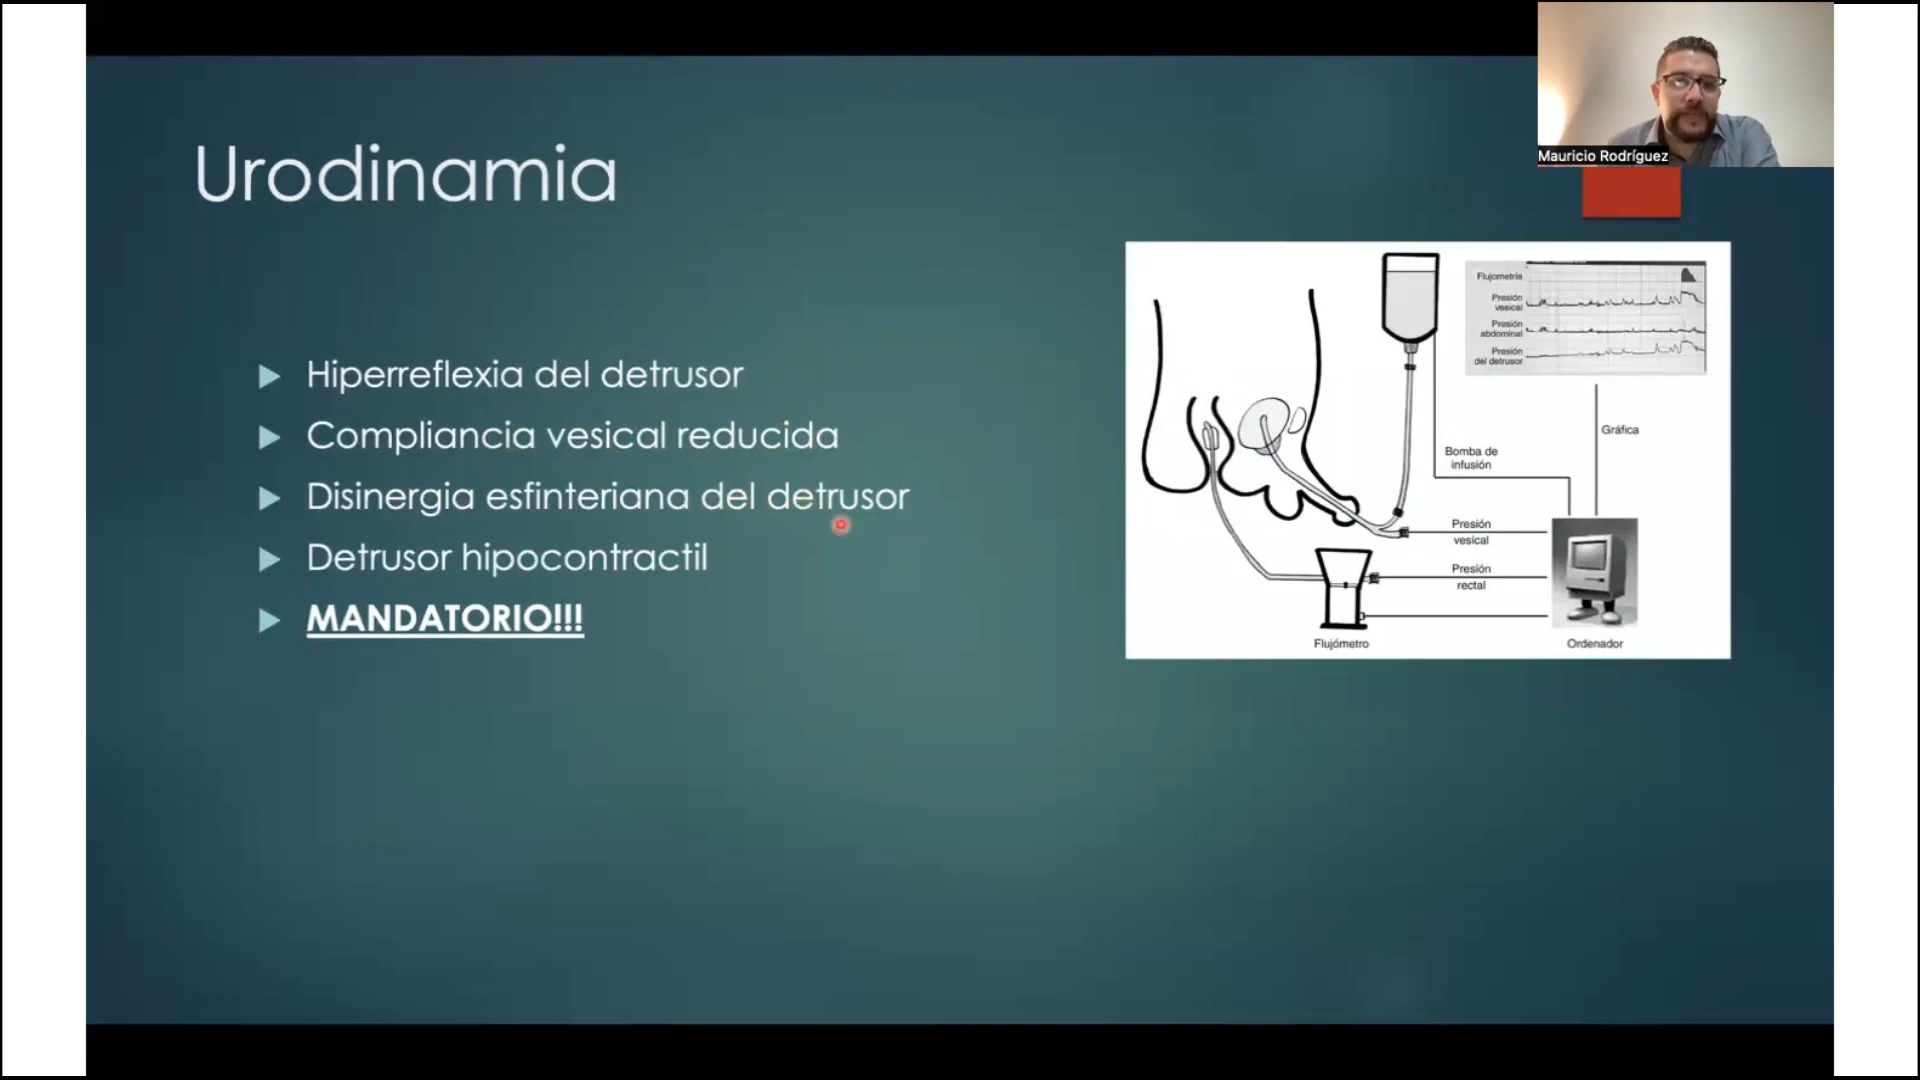 Mauricio Rodríguez
Urodinamia
Hiperreflexia del detrusor
Compliancia vesical reducida
Disinergia esfinteriana del detrusor
Detrusor hipocontractil
MANDATORIO!!!
Flujometría
Presión
vesical
Presión
abdominal
Presión
del detrusor
Gráfica
Bomba de
infusión
Presión
vesical
Presión
rectal
Flujómetro
Ordenador